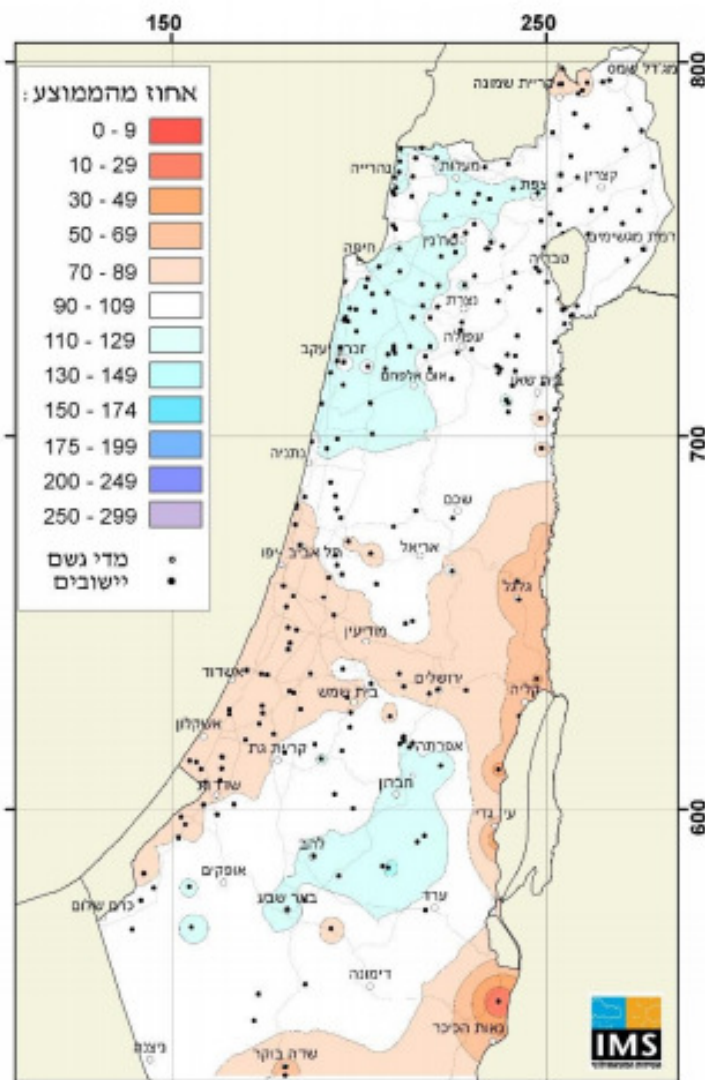 150
250
800
700
600
אחוז מהממוצע:
0 - 9
10 - 29
30 - 49
50 - 69
70 - 89
90 - 109
110 - 129
130 - 149
150 - 174
175 - 199
200 - 249
250 - 299
מדי גשם
יישובים
מג'דל שמס
קריית שמונה
נהרייה
מעלות
צפת
קצרין
סח'נין
חיפה
רמת מגשימים
טבריה
נצרת
עפולה
זכרון יעקב
אום אלפחם
בית שאן
נתניה
שכם
אריאל
תל אביב יפו
גלגל
מודיעין
ירושלים
אשדוד
קליה
בית שמש
אשקלון
קריית גת
אפרתה
שדרות
חברון
עין גדי
להב
אופקים
באר שבע
ערד
כרם שלום
דימונה
נאות הכיכר
ניצנה
שדה בוקר
IMS